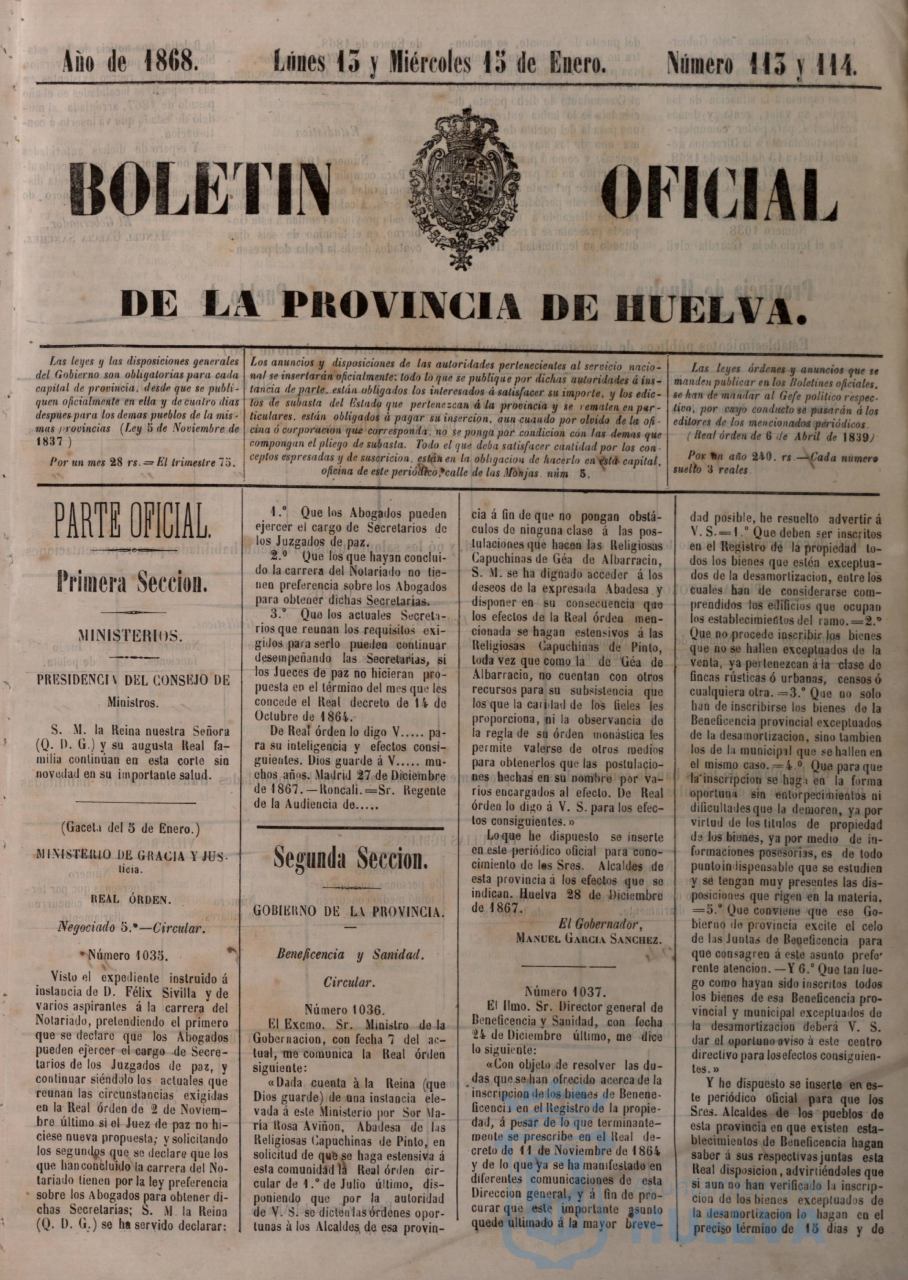 Año de 1868. Lúnes 13 y Miércoles 15 de Enero. Número 113 y 114.
BOLETIN OFICIAL
DE LA PROVINCIA DE HUELVA.
Las leyes y las disposiciones generales
del Gobierno son obligatorias para cada
capital de provincia, desde que se publi-
quen oficialmente en ella y de cuatro dias
despues para los demas pueblos de la mis-
mas provincias (Ley 5 de Noviembre de
1837 )
Por un mes 28 rs.=El trimestre 75.
Los anuncios y disposiciones de las autoridades pertenecientes al servicio nacio-
nal se insertarán oficialmente: todo lo que se publique por dichas autoridades á ins-
tancia de parte, están obligados los interesados á satisfacer su importe, y los edic-
tos de subasta del Estado que pertenezcan á la provincia y se rematen en par-
ticulares, están obligados á pagar su insercion, aun cuando por olvido de la ofi-
cina ó corporacion que corresponda, no se ponga por condicion con las demas que
compongan el pliego de subasta. Todo el que deba satisfacer cantidad por los con-
ceptos espresados y de suscricion, están en la obligacion de hacerlo en está capital,
oficina de este periódico, calle de las Monjas, núm 5.
Las leyes órdenes y anuncios que se
manden publicar en los Boletines oficiales,
se han de mandar al Gefe politico respec-
tivo, por cuyo conducto se pasarán á los
editores de los mencionados periódicos.
(Real órden de 6 de Abril de 1839)
Por un año 240. rs.—Cada número
suelto 3 reales
PARTE OFICIAL
Primera Seccion.
MINISTERIOS.
PRESIDENCIA DEL CONSEJO DE
Ministros.
S. M. la Reina nuestra Señora
(Q. D. G.) y su augusta Real fa-
milia continúan en esta corte sin
novedad en su importante salud.
(Gaceta del 5 de Enero.)
MINISTERIO DE GRACIA Y JUS-
ticia.
REAL ÓRDEN.
Negociado 5.º—Circular.
Número 1035.
Visto el expediente instruido á
instancia de D. Félix Sivilla y de
varios aspirantes á la carrera del
Notariado, pretendiendo el primero
que se declare que los Abogados
pueden ejercer el cargo de Secre-
tarios de los Juzgados de paz, y
continuar siéndolo los actuales que
reunan las circunstancias exigidas
en la Real órden de 2 de Noviem-
bre último si el Juez de paz no hi-
ciese nueva propuesta; y solicitando
los segundos que se declare que los
que han concluido la carrera del No-
tariado tienen por la ley preferencia
sobre los Abogados para obtener di-
chas Secretarias; S. M. la Reina
(Q. D. G.) se ha servido declarar:
1.º Que los Abogados pueden
ejercer el cargo de Secretarios de
los Juzgados de paz.
2.º Que los que hayan conclui-
do la carrera del Notariado no tie-
nen preferencia sobre los Abogados
para obtener dichas Secretarias.
3.º Que los actuales Secreta-
rios que reunan los requisitos exi-
gidos para serlo pueden continuar
desempeñando las Secretarias, si
los Jueces de paz no hicieran pro-
puesta en el término del mes que les
concede el Real decreto de 14 de
Octubre de 1864.
De Real órden lo digo V..... pa-
ra su inteligencia y efectos consi-
guientes. Dios guarde á V..... mu-
chos años. Madrid 27 de Diciembre
de 1867.—Roncali.=Sr. Regente
de la Audiencia de.....
Segunda Seccion.
GOBIERNO DE LA PROVINCIA.
Beneficencia y Sanidad.
Circular.
Número 1036.
El Excmo. Sr. Ministro de la
Gobernacion, con fecha 7 del ac-
tual, me comunica la Real órden
siguiente:
«Dada cuenta á la Reina (que
Dios guarde) de una instancia ele-
vada á este Ministerio por Sor Ma-
ría Rosa Aviñon, Abadesa de las
Religiosas Capuchinas de Pinto, en
solicitud de que se haga estensiva á
esta comunidad la Real órden cir-
cular de 1.º de Julio último, dis-
poniendo que por la autoridad
de V. S. se dicten las órdenes opor-
tunas á los Alcaldes de esa provin-
cia á fin de que no pongan obstá-
culos de ninguna clase á las pos-
tulaciones que hacen las Religiosas
Capuchinas de Géa de Albarracin,
S. M. se ha dignado acceder á los
deseos de la expresada Abadesa y
disponer en su consecuencia que
los efectos de la Real órden men-
cionada se hagan estensivos á las
Religiosas Capuchinas de Pinto,
toda vez que como la de Géa de
Albarracin, no cuentan con otros
recursos para su subsistencia que
los que la caridad de los fieles les
proporciona, ni la observancia de
la regla de su órden monástica les
permite valerse de otros medios
para obtenerlos que las postulacio-
nes hechas en su nombre por va-
rios encargados al efecto. De Real
órden lo digo á V. S. para los efec-
tos consiguientes.»
Lo que he dispuesto se inserte
en este periódico oficial para cono-
cimiento de les Sres. Alcaldes de
esta provincia á los efectos que se
indican. Huelva 28 de Diciembre
de 1867.
El Gobernador,
MANUEL GARCIA SANCHEZ.
Número 1037.
El Ilmo. Sr. Director general de
Beneficencia y Sanidad, con fecha
24 de Diciembre último, me dice
lo siguiente:
«Con objeto de resolver las du-
das que se han ofrecido acerca de la
inscripcion de los bienes de Benene-
ficencia en el Registro de la propie-
dad, á pesar de lo que terminante-
mente se prescribe en el Real de-
creto de 11 de Noviembre de 1864
y de lo que ya se ha manifestado en
diferentes comunicaciones de esta
Direccion general, y á fin de pro-
curar que este importante asunto
quede ultimado á la mayor breve-
dad posible, he resuelto advertir á
V. S.=1.º Que deben ser inscritos
en el Registro de la propiedad to-
dos los bienes que estén exceptua-
dos de la desamortizacion, entre los
cuales han de considerarse com-
prendidos los edificios que ocupan
los establecimientos del ramo.=2.º
Que no procede inscribir los bienes
que no se hallen exceptuados de la
venta, ya pertenezcan á la clase de
fincas rústicas ó urbanas, censos ó
cualquiera otra.=3.º Que no solo
han de inscribirse los bienes de la
Beneficencia provincial exceptuados
de la desamortizacion, sino tambien
los de la municipal que se hallen en
el mismo caso.=4.º Que para que
la inscripcion se haga en la forma
oportuna sin entorpecimientos ni
dificultades que la demoren, ya por
virtud de los titulos de propiedad
de los bienes, ya por medio de in-
formaciones posesorias, es de todo
punto indispensable que se estudien
y se tengan muy presentes las dis-
posiciones que rigen en la materia.
=5.º Que conviene que ese Go-
bierno de provincia excite el celo
de las Juntas de Beneficencia para
que consagren á este asunto prefe-
rente atencion.—Y 6.º Que tan lue-
go como hayan sido inscritos todos
los bienes de esa Beneficencia pro-
vincial y municipal exceptuados de
la desamortizacion deberá V. S.
dar el oportuno aviso á este centro
directivo para los efectos consiguien-
tes.»
Y he dispuesto se inserte en es-
te periódico oficial para que los
Sres. Alcaldes de los pueblos de
esta provincia en que existen esta-
blecimientos de Beneficencia hagan
saber á sus respectivas juntas esta
Real disposicion, advirtiéndoles que
si aun no han verificado la inscrip-
cion de los bienes exceptuados de
la desamortizacion lo hagan en el
preciso término de 15 dias y de
HUELVA